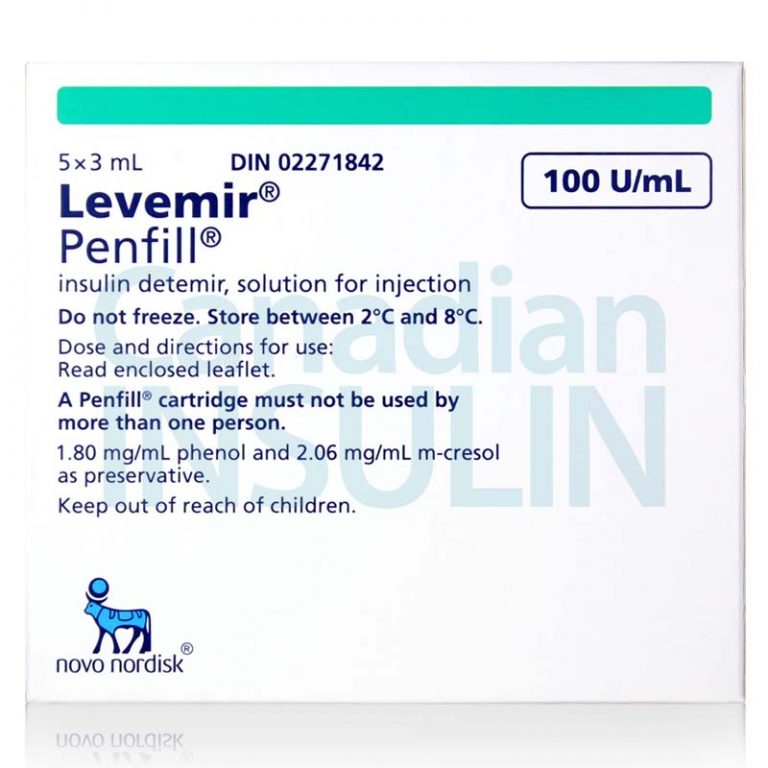 5×3 mL DIN 02271842
100 U/mL
Levemir®
Penfill®
insulin detemir, solution for injection
Do not freeze. Store between 2°C and 8°C.
Dose and directions for use:
Read enclosed leaflet.
A Penfill® cartridge must not be used by
more than one person.
1.80 mg/mL phenol and 2.06 mg/mL m-cresol
as preservative.
Keep out of reach of children.
Canadian
INSULIN
novo nordisk®